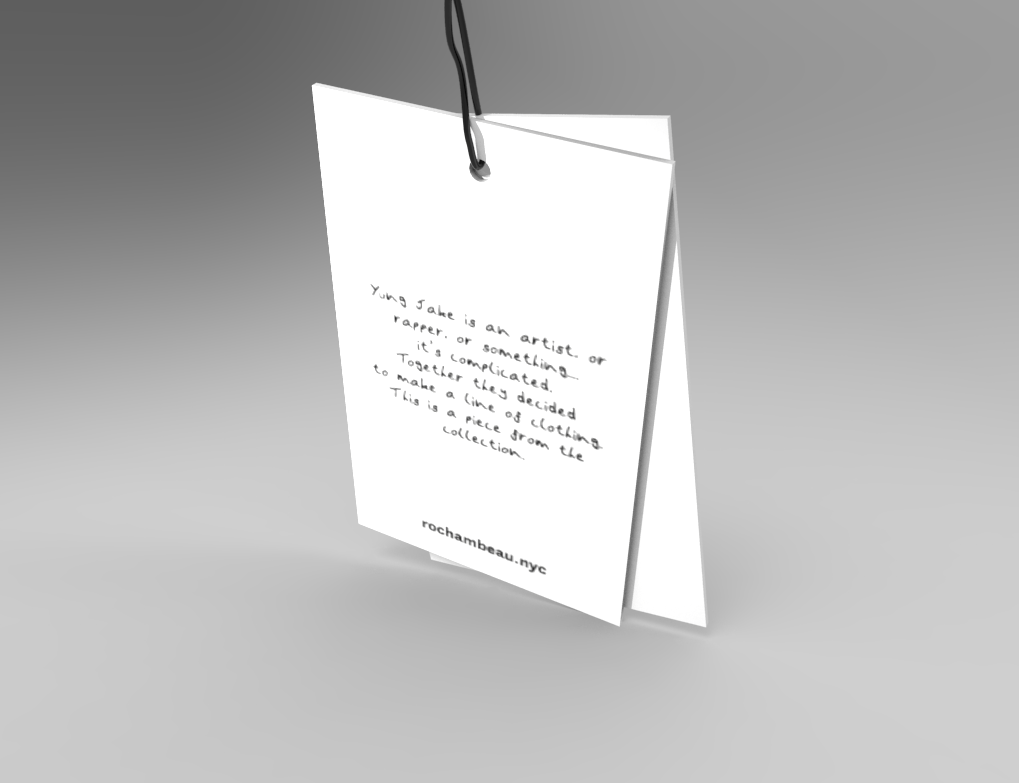 Yung Jake is an artist. or
rapper. or something...
it's complicated.
Together they decided
to make a line of clothing
This is a piece from the
collection.
rochambeau.nyc